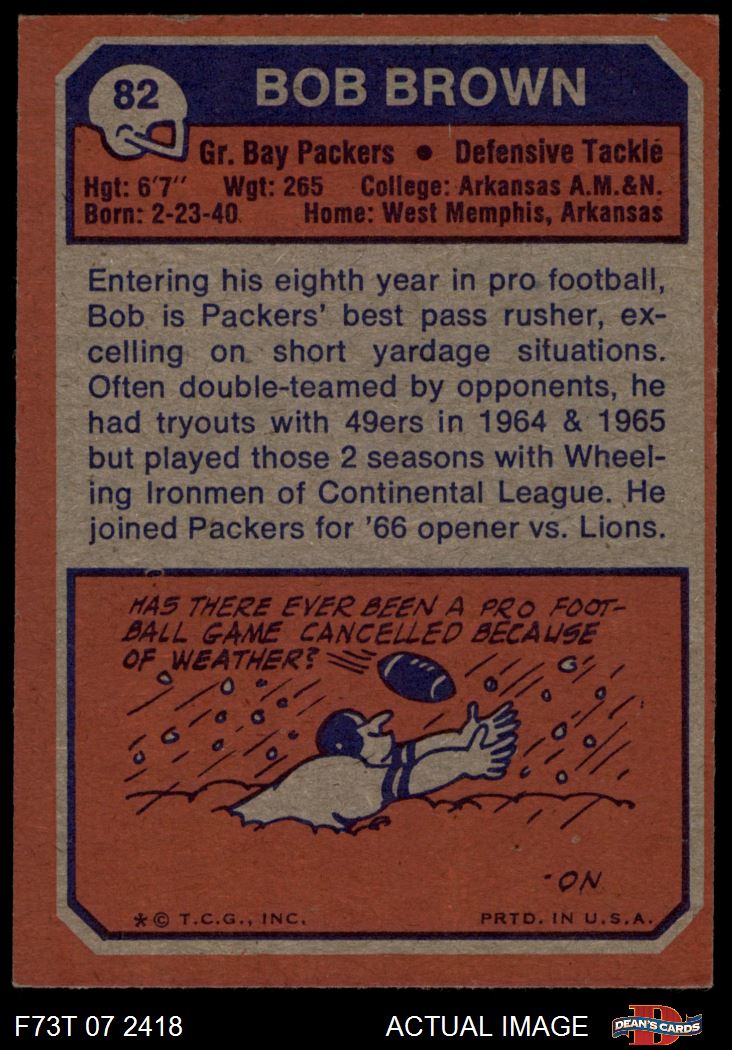 82
BOB BROWN
Gr. Bay Packers • Defensive Tackle
Hgt: 6'7" Wgt: 265 College: Arkansas A.M.&N.
Born: 2-23-40 Home: West Memphis, Arkansas
Entering his eighth year in pro football,
Bob is Packers' best pass rusher, ex-
celling on short yardage situations.
Often double-teamed by opponents, he
had tryouts with 49ers in 1964 & 1965
but played those 2 seasons with Wheel-
ing Ironmen of Continental League. He
joined Packers for '66 opener vs. Lions.
HAS THERE EVER BEEN A PRO FOOT-
BALL GAME CANCELLED BECAUSE
OF WEATHER?
·ON
* © T.C.G., INC. PRTD. IN U.S.A.
F73T 07 2418 ACTUAL IMAGE
D
DEAN'S CARDS